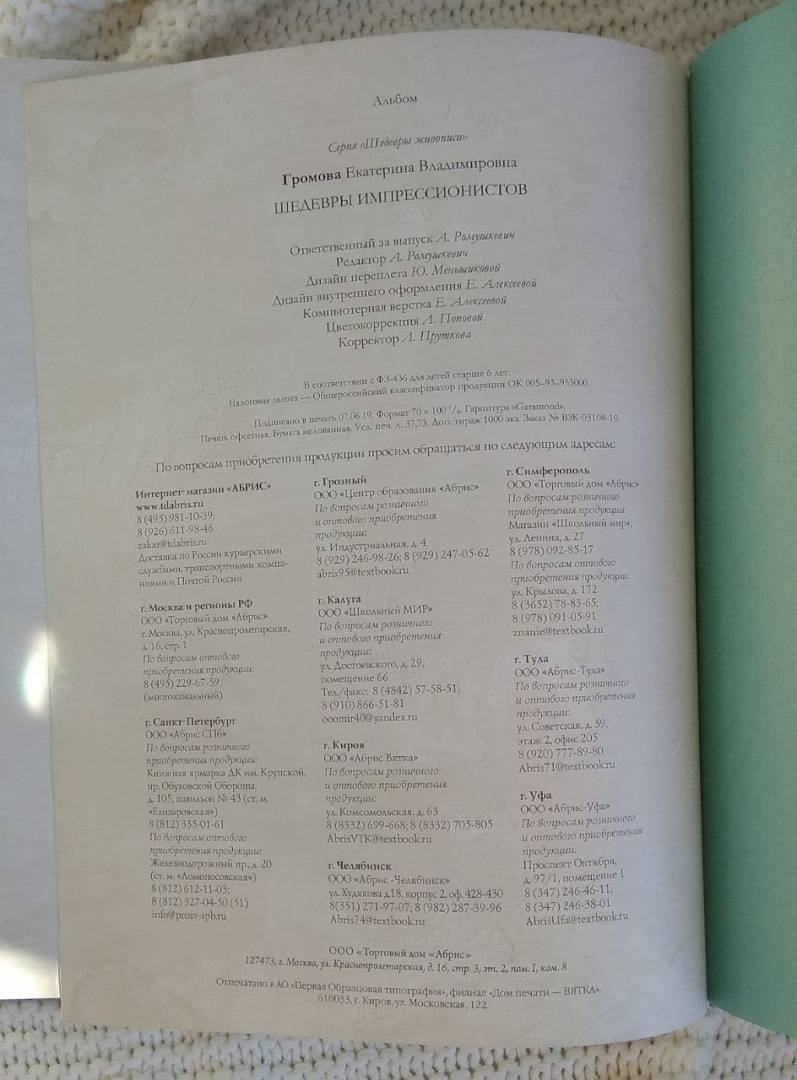 Альбом
Серия «Шедевры живописи»
Громова Екатерина Владимировна
ШЕДЕВРЫ ИМПРЕССИОНИСТОВ
Ответственный за выпуск А. Ромушкевич
Редактор А. Ромушкевич
Дизайн переплета Ю. Меньшиковой
Дизайн внутреннего оформления Е. Алексеевой
Компьютерная верстка Е. Алексеевой
Цветокоррекция Л. Поповой
Корректор Л. Пруткова
В соответствии с ФЗ-436 для детей старше 6 лет.
Налоговая льгота — Общероссийский классификатор продукции ОК 005-93-953000.
Подписано в печать 07.06.19. Формат 70 × 100 1/8. Гарнитура «Garamond».
Печать офсетная. Бумага мелованная. Усл. печ. л. 37,73. Доп. тираж 1000 экз. Заказ № ВЗК-03108-19.
По вопросам приобретения продукции просим обращаться по следующим адресам:
Интернет-магазин «АБРИС»
www.tdabris.ru
8 (495) 981-10-39;
8 (926) 611-98-46
zakaz@tdabris.ru
Доставка по России курьерскими
службами, транспортными компа-
ниями и Почтой России
г. Москва и регионы РФ
ООО «Торговый дом «Абрис»
г. Москва, ул. Краснопролетарская,
д. 16, стр. 1
По вопросам оптового
приобретения продукции:
8 (495) 229-67-59
(многоканальный)
г. Санкт-Петербург
ООО «Абрис СПб»
По вопросам розничного
приобретения продукции:
Книжная ярмарка ДК им. Крупской,
пр. Обуховской Обороны,
д. 105, павильон № 43 (ст. м.
«Елизаровская»)
8 (812) 335-01-61
По вопросам оптового
приобретения продукции:
Железнодорожный пр., д. 20
(ст. м. «Ломоносовская»)
8 (812) 612-11-03;
8 (812) 327-04-50 (51)
info@prosv-spb.ru
г. Грозный
ООО «Центр образования «Абрис»
По вопросам розничного
и оптового приобретения
продукции:
ул. Индустриальная, д. 4
8 (929) 246-98-26; 8 (929) 247-05-62
abris95@textbook.ru
г. Калуга
ООО «Школьный МИР»
По вопросам розничного
и оптового приобретения
продукции:
ул. Достоевского, д. 29,
помещение 66
Тел./факс: 8 (4842) 57-58-51;
8 (910) 866-51-81
ooomir40@yandex.ru
г. Киров
ООО «Абрис Вятка»
По вопросам розничного
и оптового приобретения
продукции:
ул. Комсомольская, д. 63
8 (8332) 699-668; 8 (8332) 705-805
AbrisVTK@textbook.ru
г. Челябинск
ООО «Абрис -Челябинск»
ул. Худякова д.18, корпус 2, оф. 428-430
8(351) 271-97-07; 8 (982) 287-39-96
Abris74@textbook.ru
г. Симферополь
ООО «Торговый дом «Абрис»
По вопросам розничного
приобретения продукции:
Магазин «Школьный мир»,
ул. Ленина, д. 27
8 (978) 092-85-17
По вопросам оптового
приобретения продукции:
ул. Крылова, д. 172
8 (3652) 78-83-65;
8 (978) 091-05-91
znanie@textbook.ru
г. Тула
ООО «Абрис-Тула»
По вопросам розничного
и оптового приобретения
продукции:
ул. Советская, д. 59,
этаж 2, офис 205
8 (920) 777-89-80
Abris71@textbook.ru
г. Уфа
ООО «Абрис-Уфа»
По вопросам розничного
и оптового приобретения
продукции:
Проспект Октября,
д. 97/1, помещение 1
8 (347) 246-46-11;
8 (347) 246-38-01
AbrisUfa@textbook.ru
ООО «Торговый дом «Абрис»
127473, г. Москва, ул. Краснопролетарская, д. 16, стр. 3, эт. 2, пом. I, ком. 8
Отпечатано в АО «Первая Образцовая типография», филиал «Дом печати — ВЯТКА».
610033, г. Киров, ул. Московская, 122.